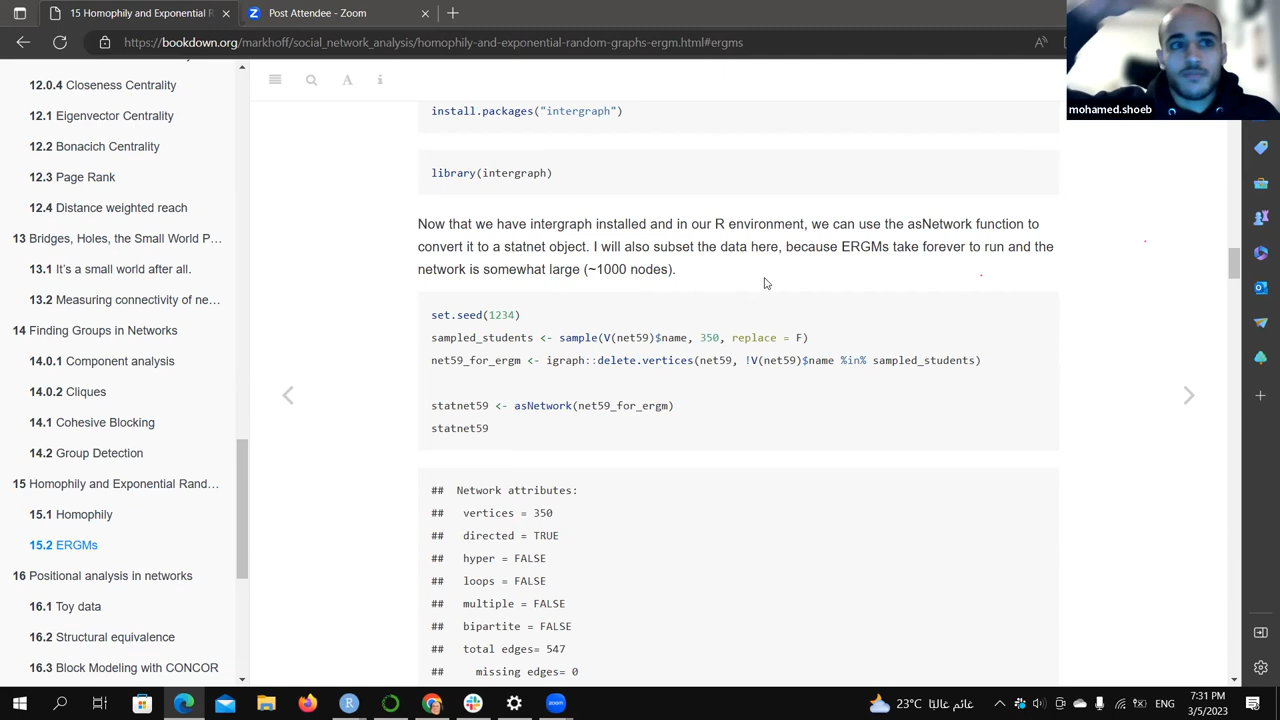 15 Homophily and Exponential R
Post Attendee - Zoom
https://bookdown.org/markhoff/social_network_analysis/homophily-and-exponential-random-graphs-ergm.html#ergms
mohamed.shoeb
12.0.4 Closeness Centrality
12.1 Eigenvector Centrality
12.2 Bonacich Centrality
12.3 Page Rank
12.4 Distance weighted reach
13 Bridges, Holes, the Small World P…
13.1 It's a small world after all.
13.2 Measuring connectivity of ne…
14 Finding Groups in Networks
14.0.1 Component analysis
14.0.2 Cliques
14.1 Cohesive Blocking
14.2 Group Detection
15 Homophily and Exponential Rand…
15.1 Homophily
15.2 ERGMs
16 Positional analysis in networks
16.1 Toy data
16.2 Structural equivalence
16.3 Block Modeling with CONCOR
install.packages("intergraph")
library(intergraph)
Now that we have intergraph installed and in our R environment, we can use the asNetwork function to
convert it to a statnet object. I will also subset the data here, because ERGMs take forever to run and the
network is somewhat large (~1000 nodes).
set.seed(1234)
sampled_students <- sample(V(net59)$name, 350, replace = F)
net59_for_ergm <- igraph::delete.vertices(net59, !V(net59)$name %in% sampled_students)
statnet59 <- asNetwork(net59_for_ergm)
statnet59
## Network attributes:
## vertices = 350
## directed = TRUE
## hyper = FALSE
## loops = FALSE
## multiple = FALSE
## bipartite = FALSE
## total edges= 547
## missing edges= 0
23°C غائم غالبًا
ENG
7:31 PM
3/5/2023